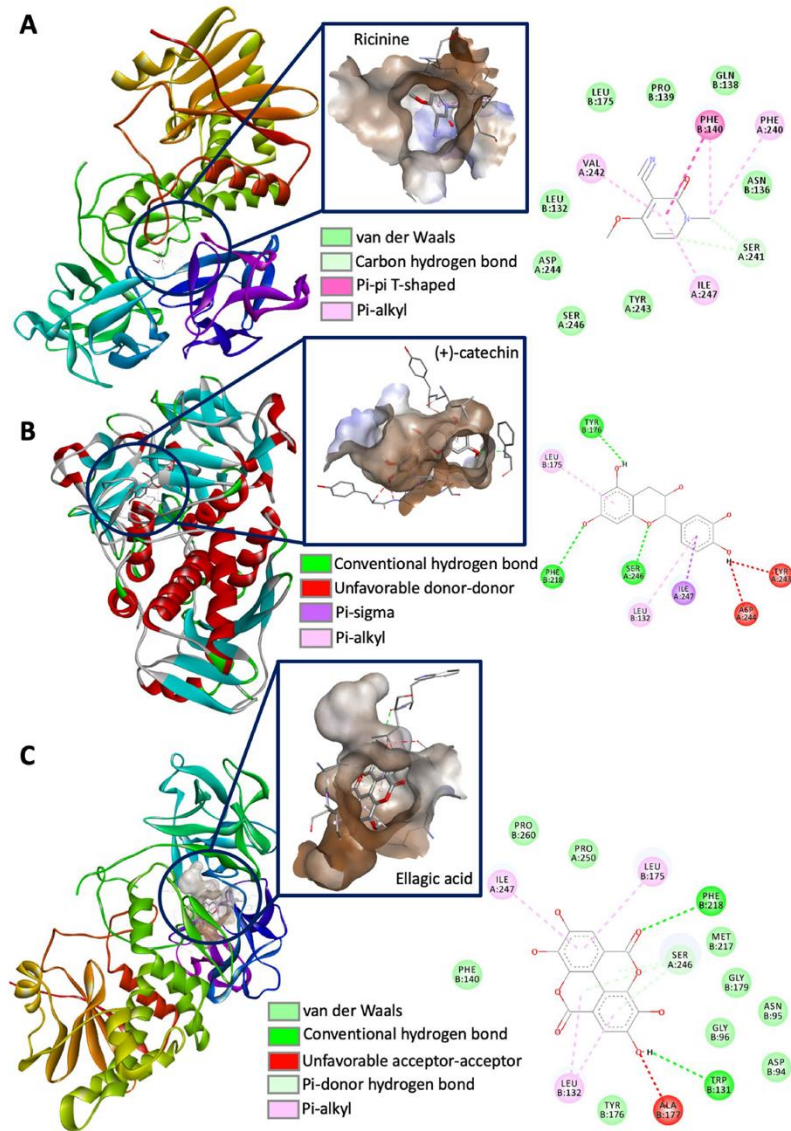 A
Ricinine
van der Waals
Carbon hydrogen bond
Pi-pi T-shaped
Pi-alkyl
LEU
B:175
PRO
B:139
GLN
B:138
PHE
B:140
PHE
A:240
VAL
A:242
ASN
B:136
LEU
B:132
SER
A:241
ASP
A:244
ILE
A:247
TYR
A:243
SER
A:246
N
O
N
O
B
(+)-catechin
Conventional hydrogen bond
Unfavorable donor-donor
Pi-sigma
Pi-alkyl
TYR
B:176
LEU
B:175
H
PHE
B:218
SER
A:246
ILE
A:247
LEU
B:132
H
TYR
A:243
ASP
A:244
C
Ellagic acid
van der Waals
Conventional hydrogen bond
Unfavorable acceptor-acceptor
Pi-donor hydrogen bond
Pi-alkyl
PRO
B:260
PRO
A:250
LEU
B:175
ILE
A:247
PHE
B:218
MET
B:217
SER
A:246
GLY
B:179
PHE
B:140
ASN
B:95
GLY
B:96
ASP
B:94
H
LEU
B:132
TRP
B:131
TYR
B:176
ALA
B:177